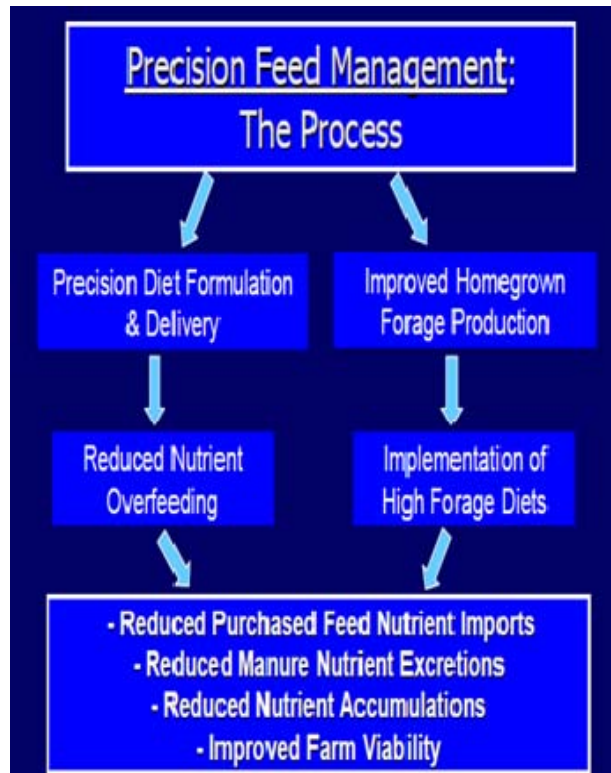 Precision Feed Management:
The Process
Precision Diet Formulation
& Delivery
Improved Homegrown
Forage Production
Reduced Nutrient
Overfeeding
Implementation of
High Forage Diets
- Reduced Purchased Feed Nutrient Imports
- Reduced Manure Nutrient Excretions
- Reduced Nutrient Accumulations
- Improved Farm Viability